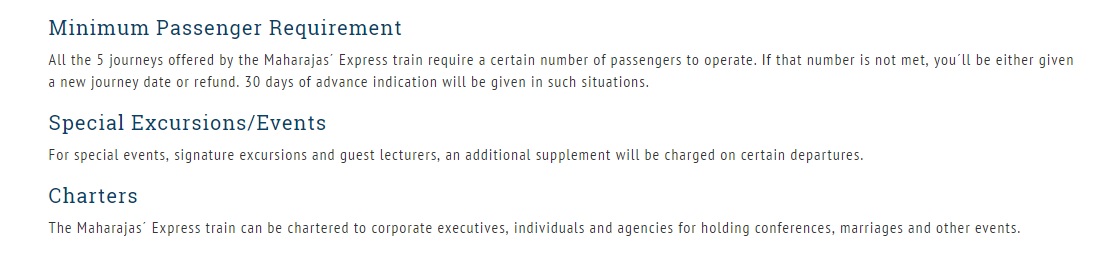 Minimum Passenger Requirement
All the 5 journeys offered by the Maharajas´ Express train require a certain number of passengers to operate. If that number is not met, you´ll be either given
a new journey date or refund. 30 days of advance indication will be given in such situations.
Special Excursions/Events
For special events, signature excursions and guest lecturers, an additional supplement will be charged on certain departures.
Charters
The Maharajas´ Express train can be chartered to corporate executives, individuals and agencies for holding conferences, marriages and other events.